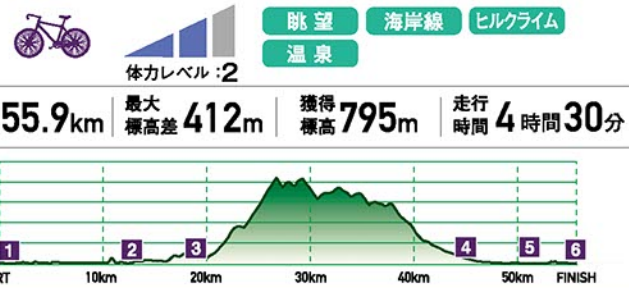 眺望 海岸線 ヒルクライム
温泉
体力レベル:2
55.9km 最大標高差 412m 獲得標高 795m 走行時間 4時間30分
1 2 3 4 5 6
RT 10km 20km 30km 40km 50km FINISH